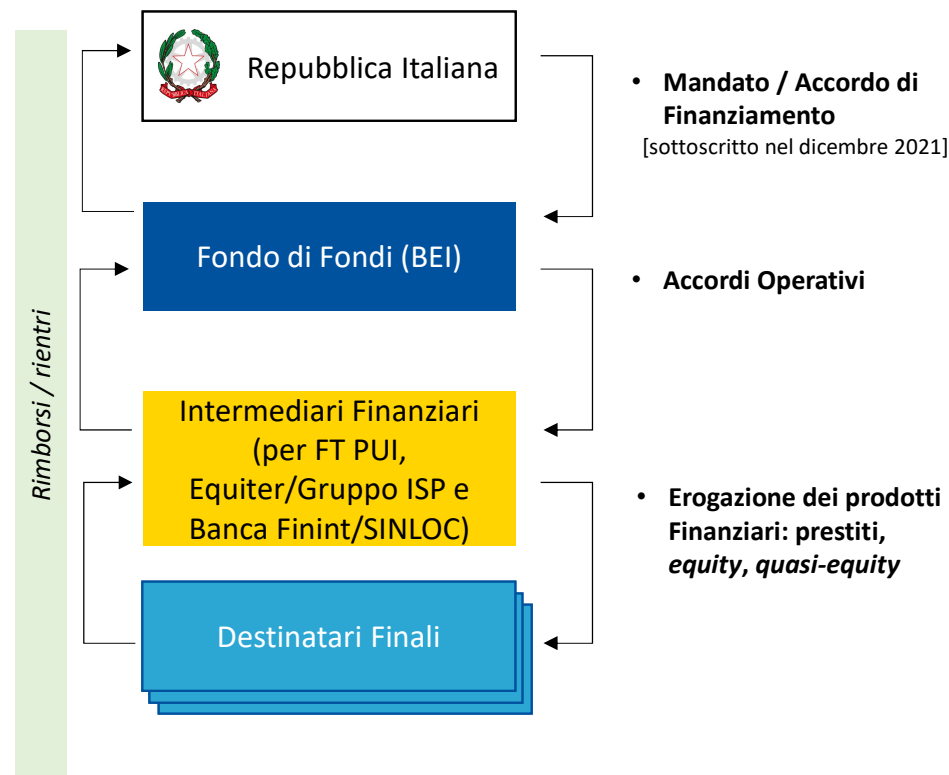 Repubblica Italiana
• Mandato / Accordo di
Finanziamento
[sottoscritto nel dicembre 2021]
Fondo di Fondi (BEI)
• Accordi Operativi
Rimborsi / rientri
Intermediari Finanziari
(per FT PUI,
Equiter/Gruppo ISP e
Banca Finint/SINLOC)
• Erogazione dei prodotti
Finanziari: prestiti,
equity, quasi-equity
Destinatari Finali